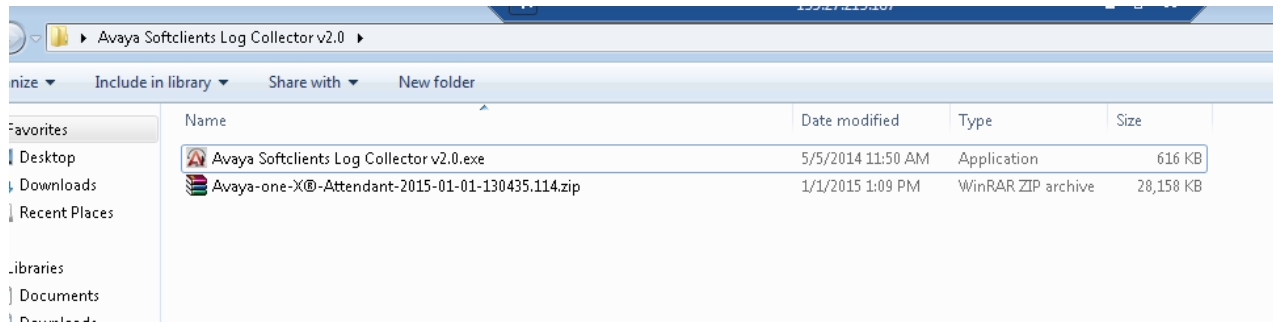 Avaya Softclients Log Collector v2.0
nize Include in library Share with New folder
Favorites
Desktop
Downloads
Recent Places
Libraries
Documents
Name Date modified Type Size
Avaya Softclients Log Collector v2.0.exe 5/5/2014 11:50 AM Application 616 KB
Avaya-one-X®-Attendant-2015-01-01-130435.114.zip 1/1/2015 1:09 PM WinRAR ZIP archive 28,158 KB